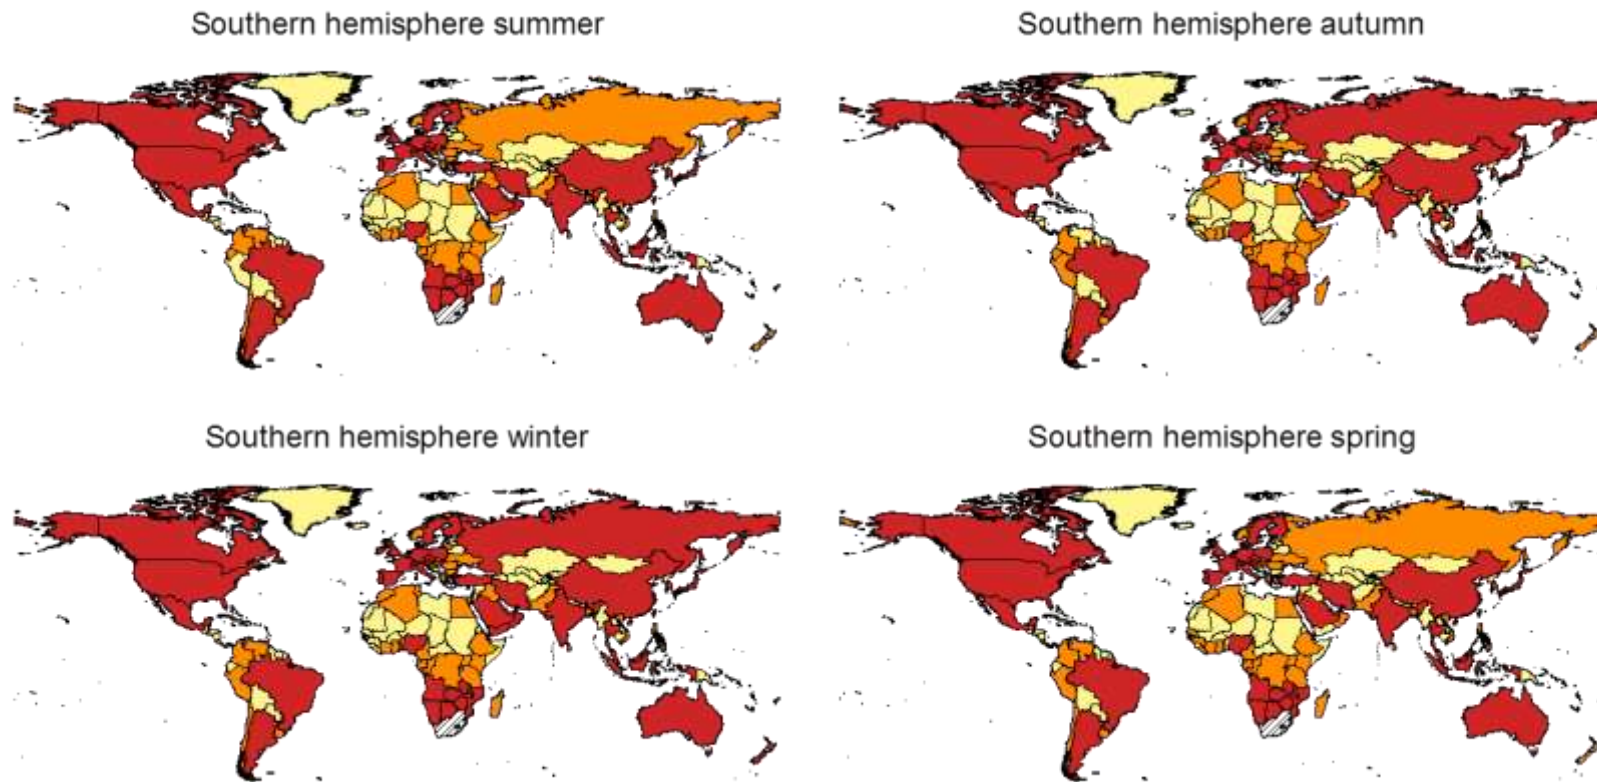 Southern hemisphere summer
Southern hemisphere autumn
Southern hemisphere winter
Southern hemisphere spring